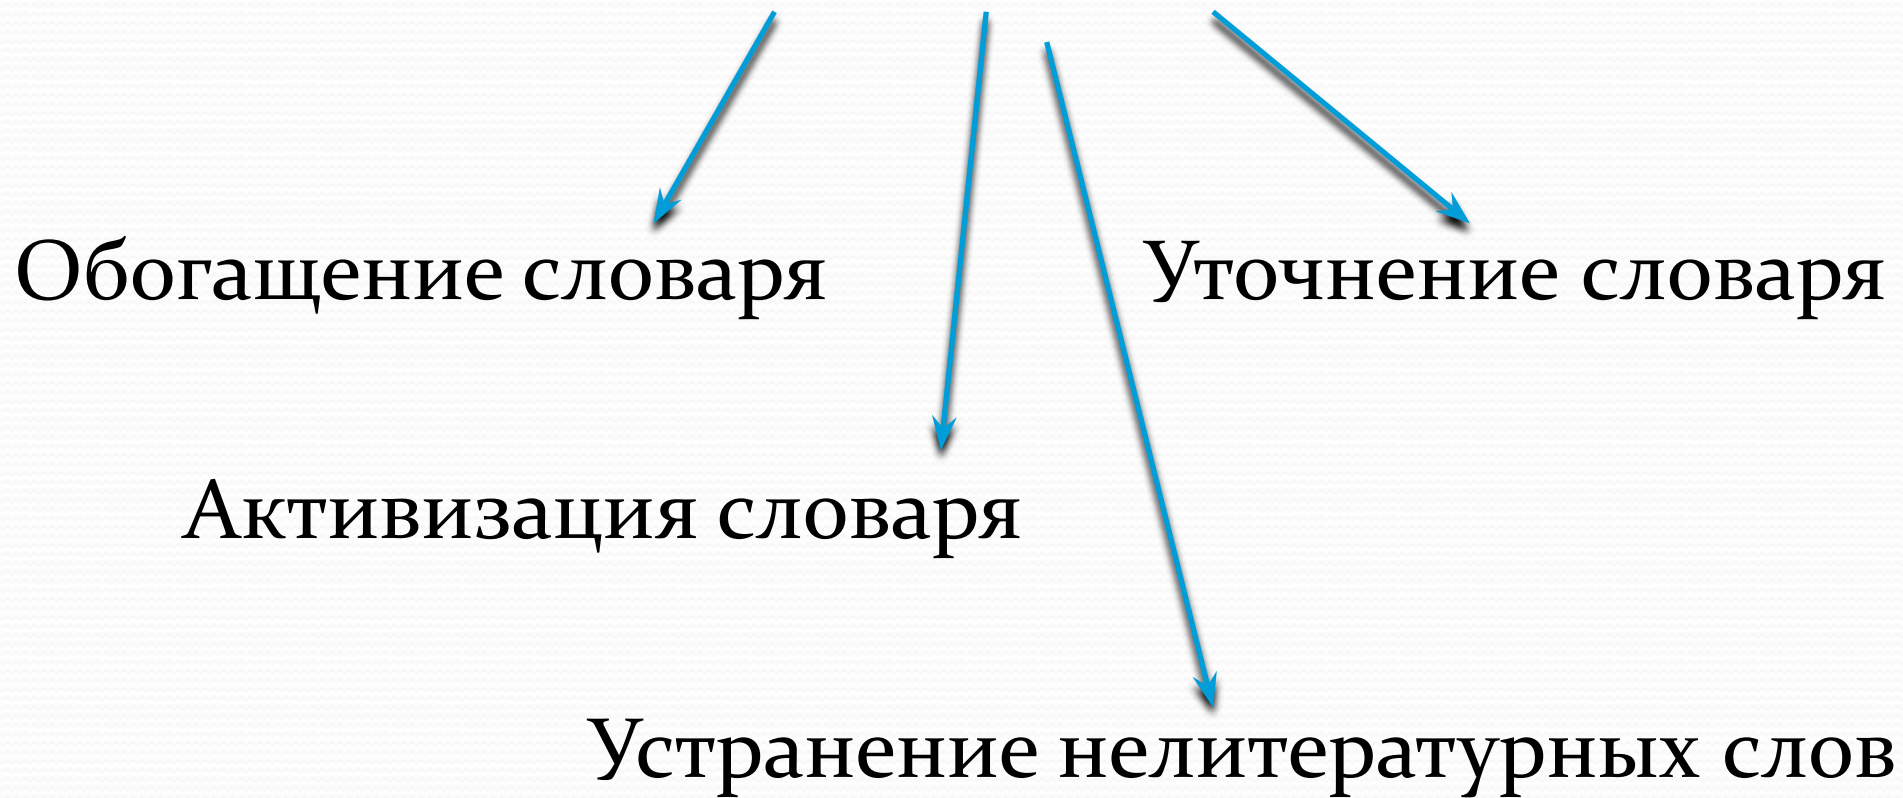 Обогащение словаря
Уточнение словаря
Активизация словаря
Устранение нелитературных слов